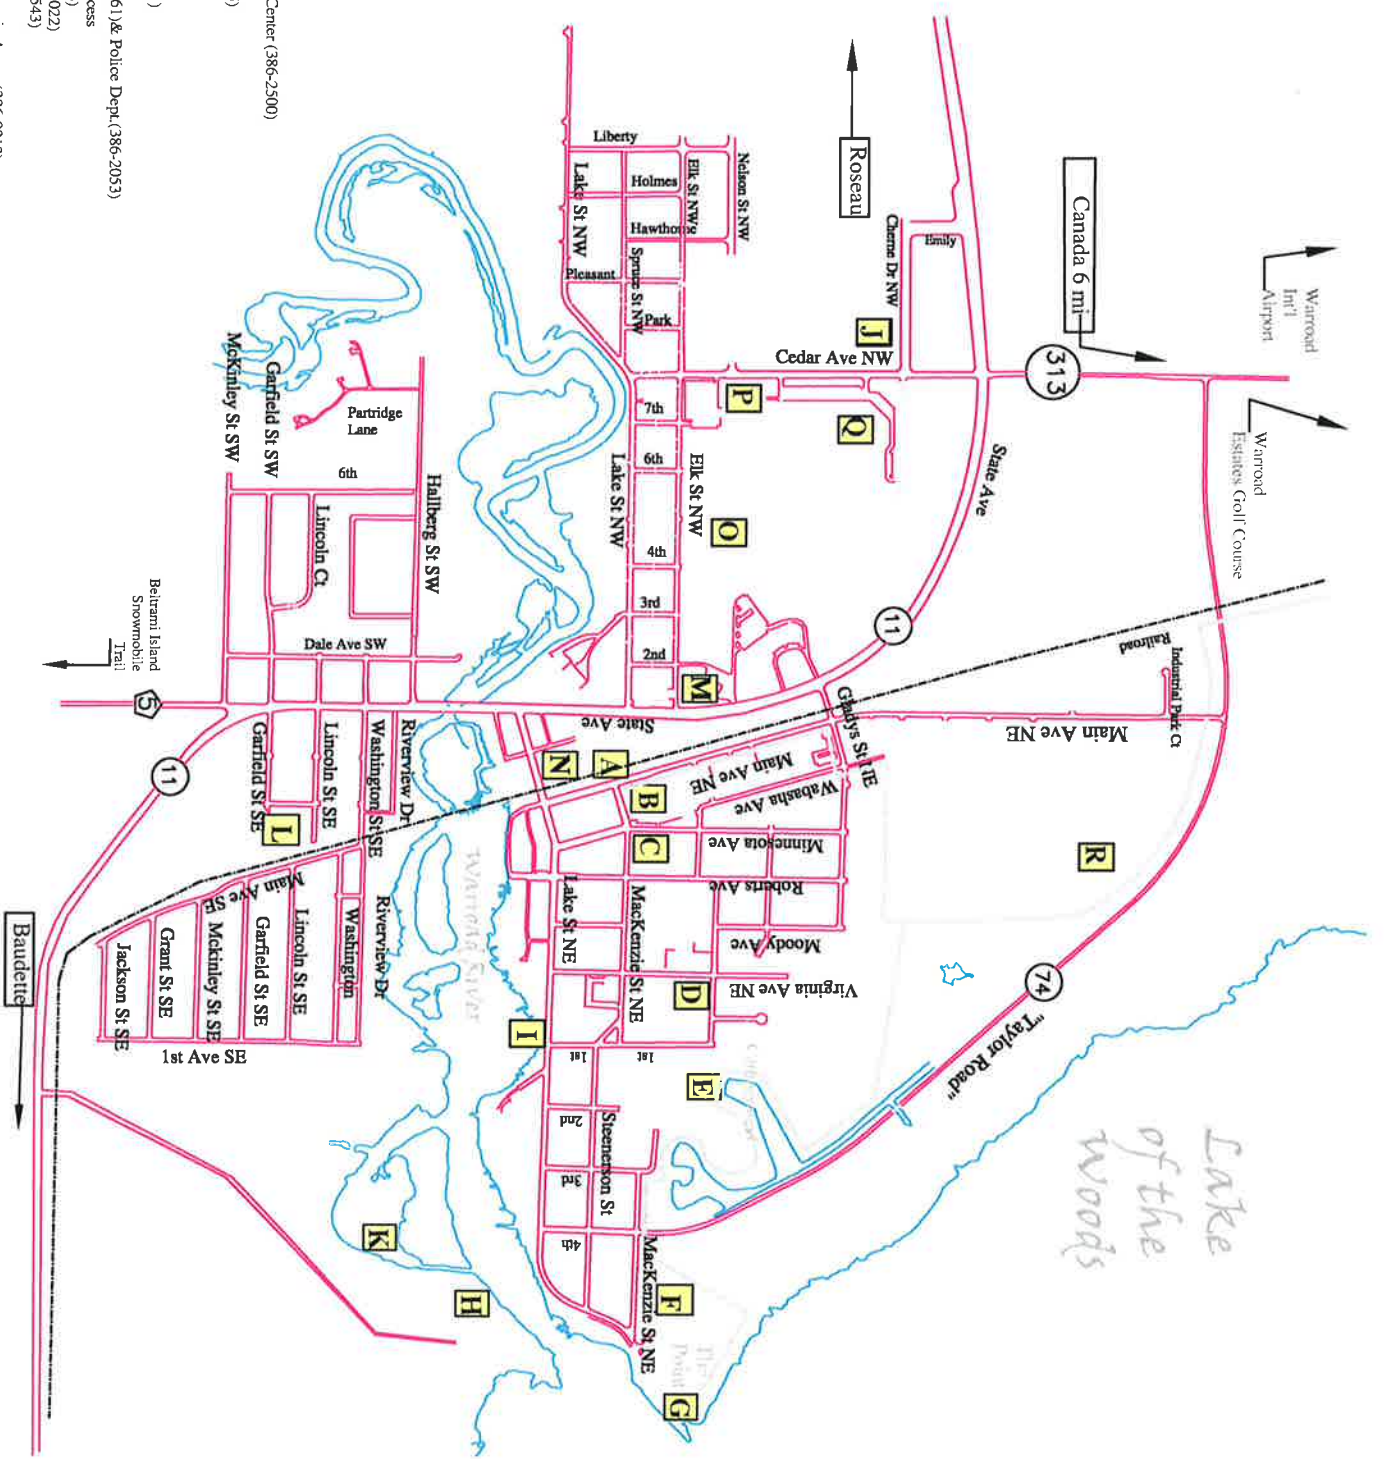 Warroad
Int'l
Airport
Canada 6 mi
Roseau
313
Warroad
Estates Golf Course
Cherne Dr NW
Emily
J
Cedar Ave NW
Nelson St NW
Elk St NW
Liberty
Holmes
Hawthorne
Lake St NW
Pleasant
Spruce St NW
Park
P
Q
7th
6th
Elk St NW
Lake St NW
O
4th
3rd
2nd
M
State Ave
11
Railroad
Industrial Park Ct
Main Ave NE
Gladys St NE
State Ave
N
A
B
C
Main Ave NE
Wabasha Ave
Minnesota Ave
Roberts Ave
Moody Ave
Virginia Ave NE
Lake St NE
MacKenzie St NE
D
R
74
"Taylor Road"
Lake
of the
Woods
E
I
1st
1st
2nd
3rd
4th
Steenerson St
MacKenzie St NE
F
The
Point
G
H
K
Warroad River
Garfield St SW
McKinley St SW
Partridge
Lane
6th
Hallberg St SW
Lincoln Ct
Dale Ave SW
Beltrami Island
Snowmobile
Trail
5
11
Riverview Dr
Washington St SE
Lincoln St SE
Garfield St SE
L
Main Ave SE
Riverview Dr
Washington
Lincoln St SE
Garfield St SE
Mckinley St SE
Grant St SE
Jackson St SE
1st Ave SE
Baudette
Center (386-2500)
61)& Police Dept.(386-2053)
cess
022)
543)